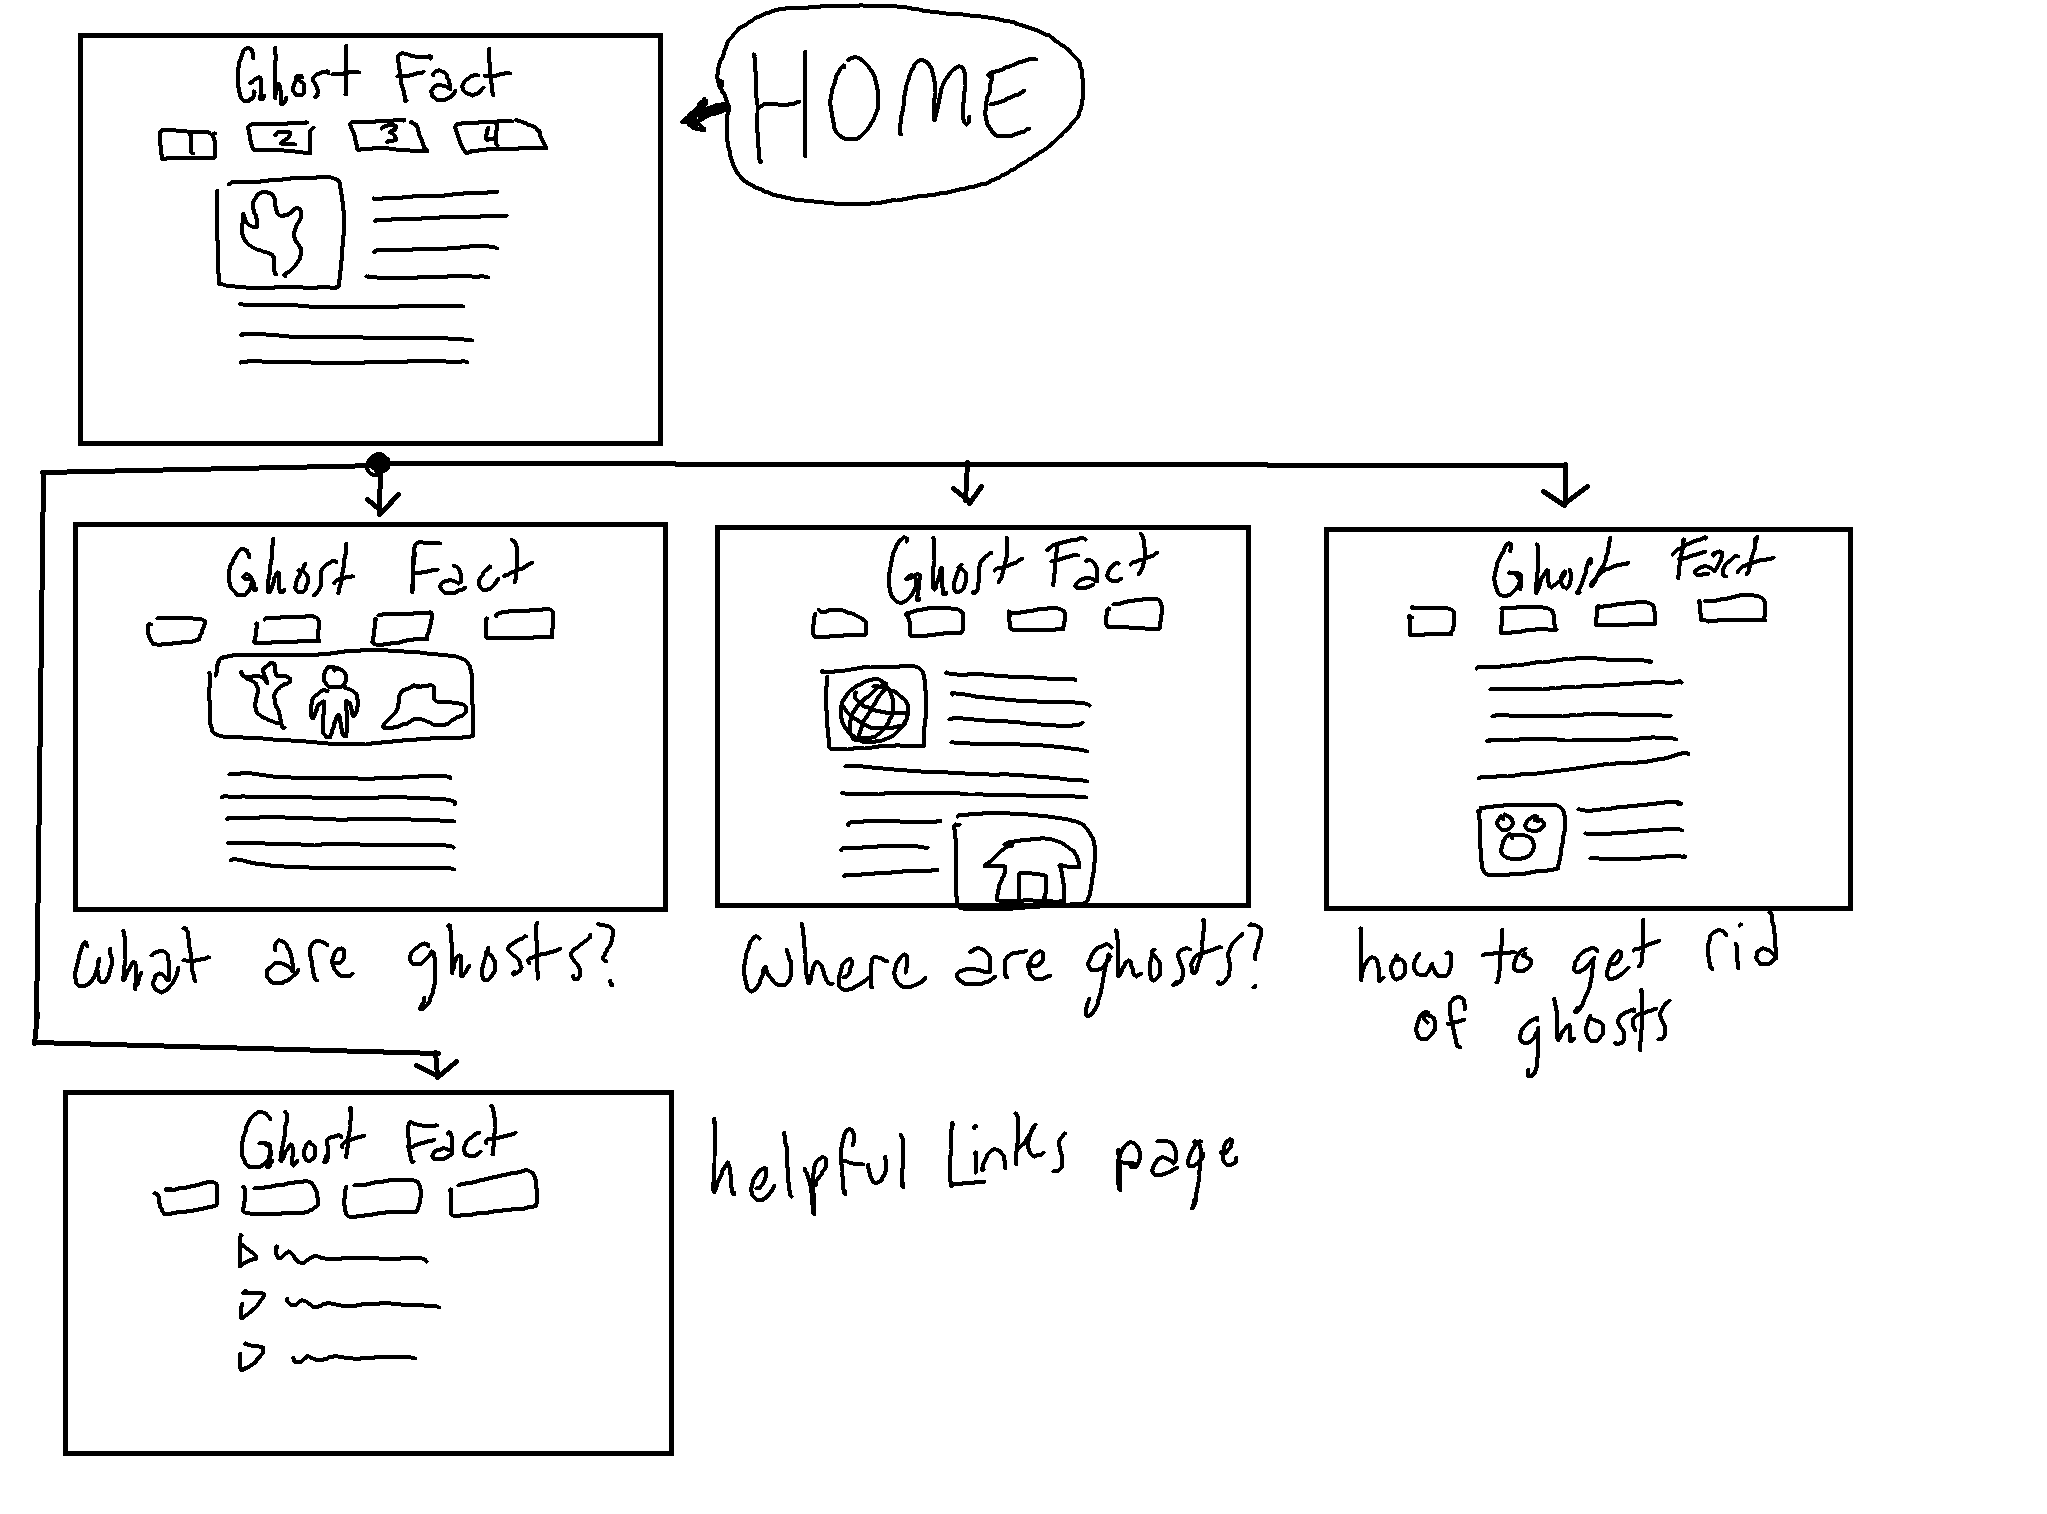 Ghost Fact
HOME
1 2 3 4
Ghost Fact
Ghost Fact
Ghost Fact
what are ghosts?
where are ghosts?
how to get rid
of ghosts
Ghost Fact
helpful Links page